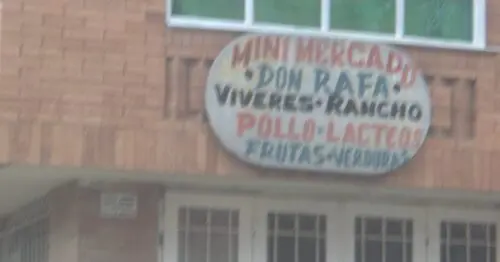 MINI MERCADO
• DON RAFA •
VIVERES • RANCHO
POLLO • LACTEOS
FRUTAS • VERDURAS